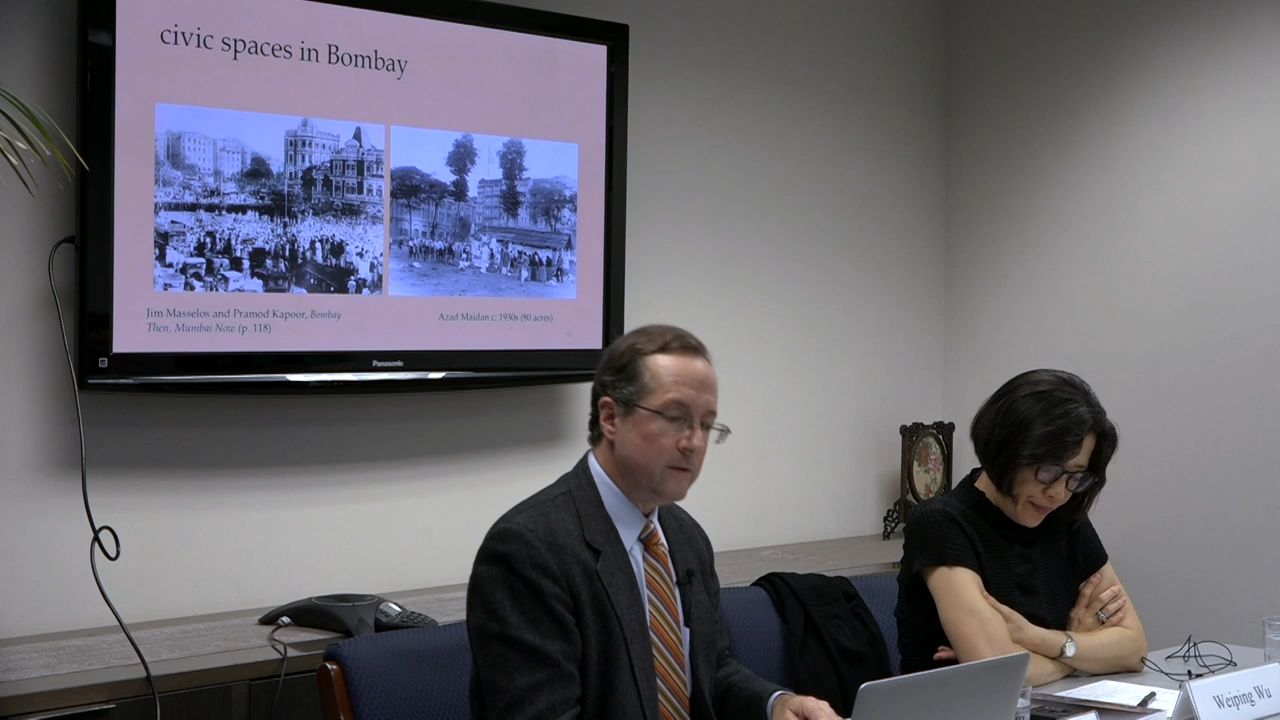 civic spaces in Bombay
Jim Masselos and Pramod Kapoor, Bombay
Then, Mumbai Now (p. 118)
Azad Maidan c. 1930s (80 acres)
Panasonic
Weiping Wu